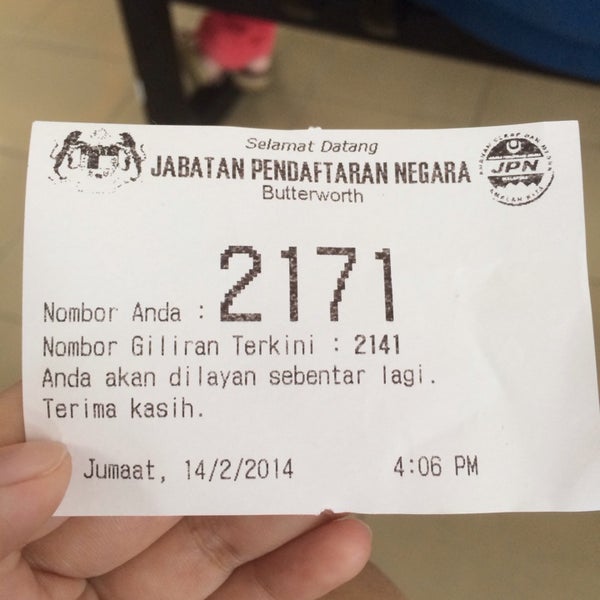 Selamat Datang
JABATAN PENDAFTARAN NEGARA
Butterworth
JPN
Nombor Anda : 2171
Nombor Giliran Terkini : 2141
Anda akan dilayan sebentar lagi.
Terima kasih.
Jumaat, 14/2/2014 4:06 PM